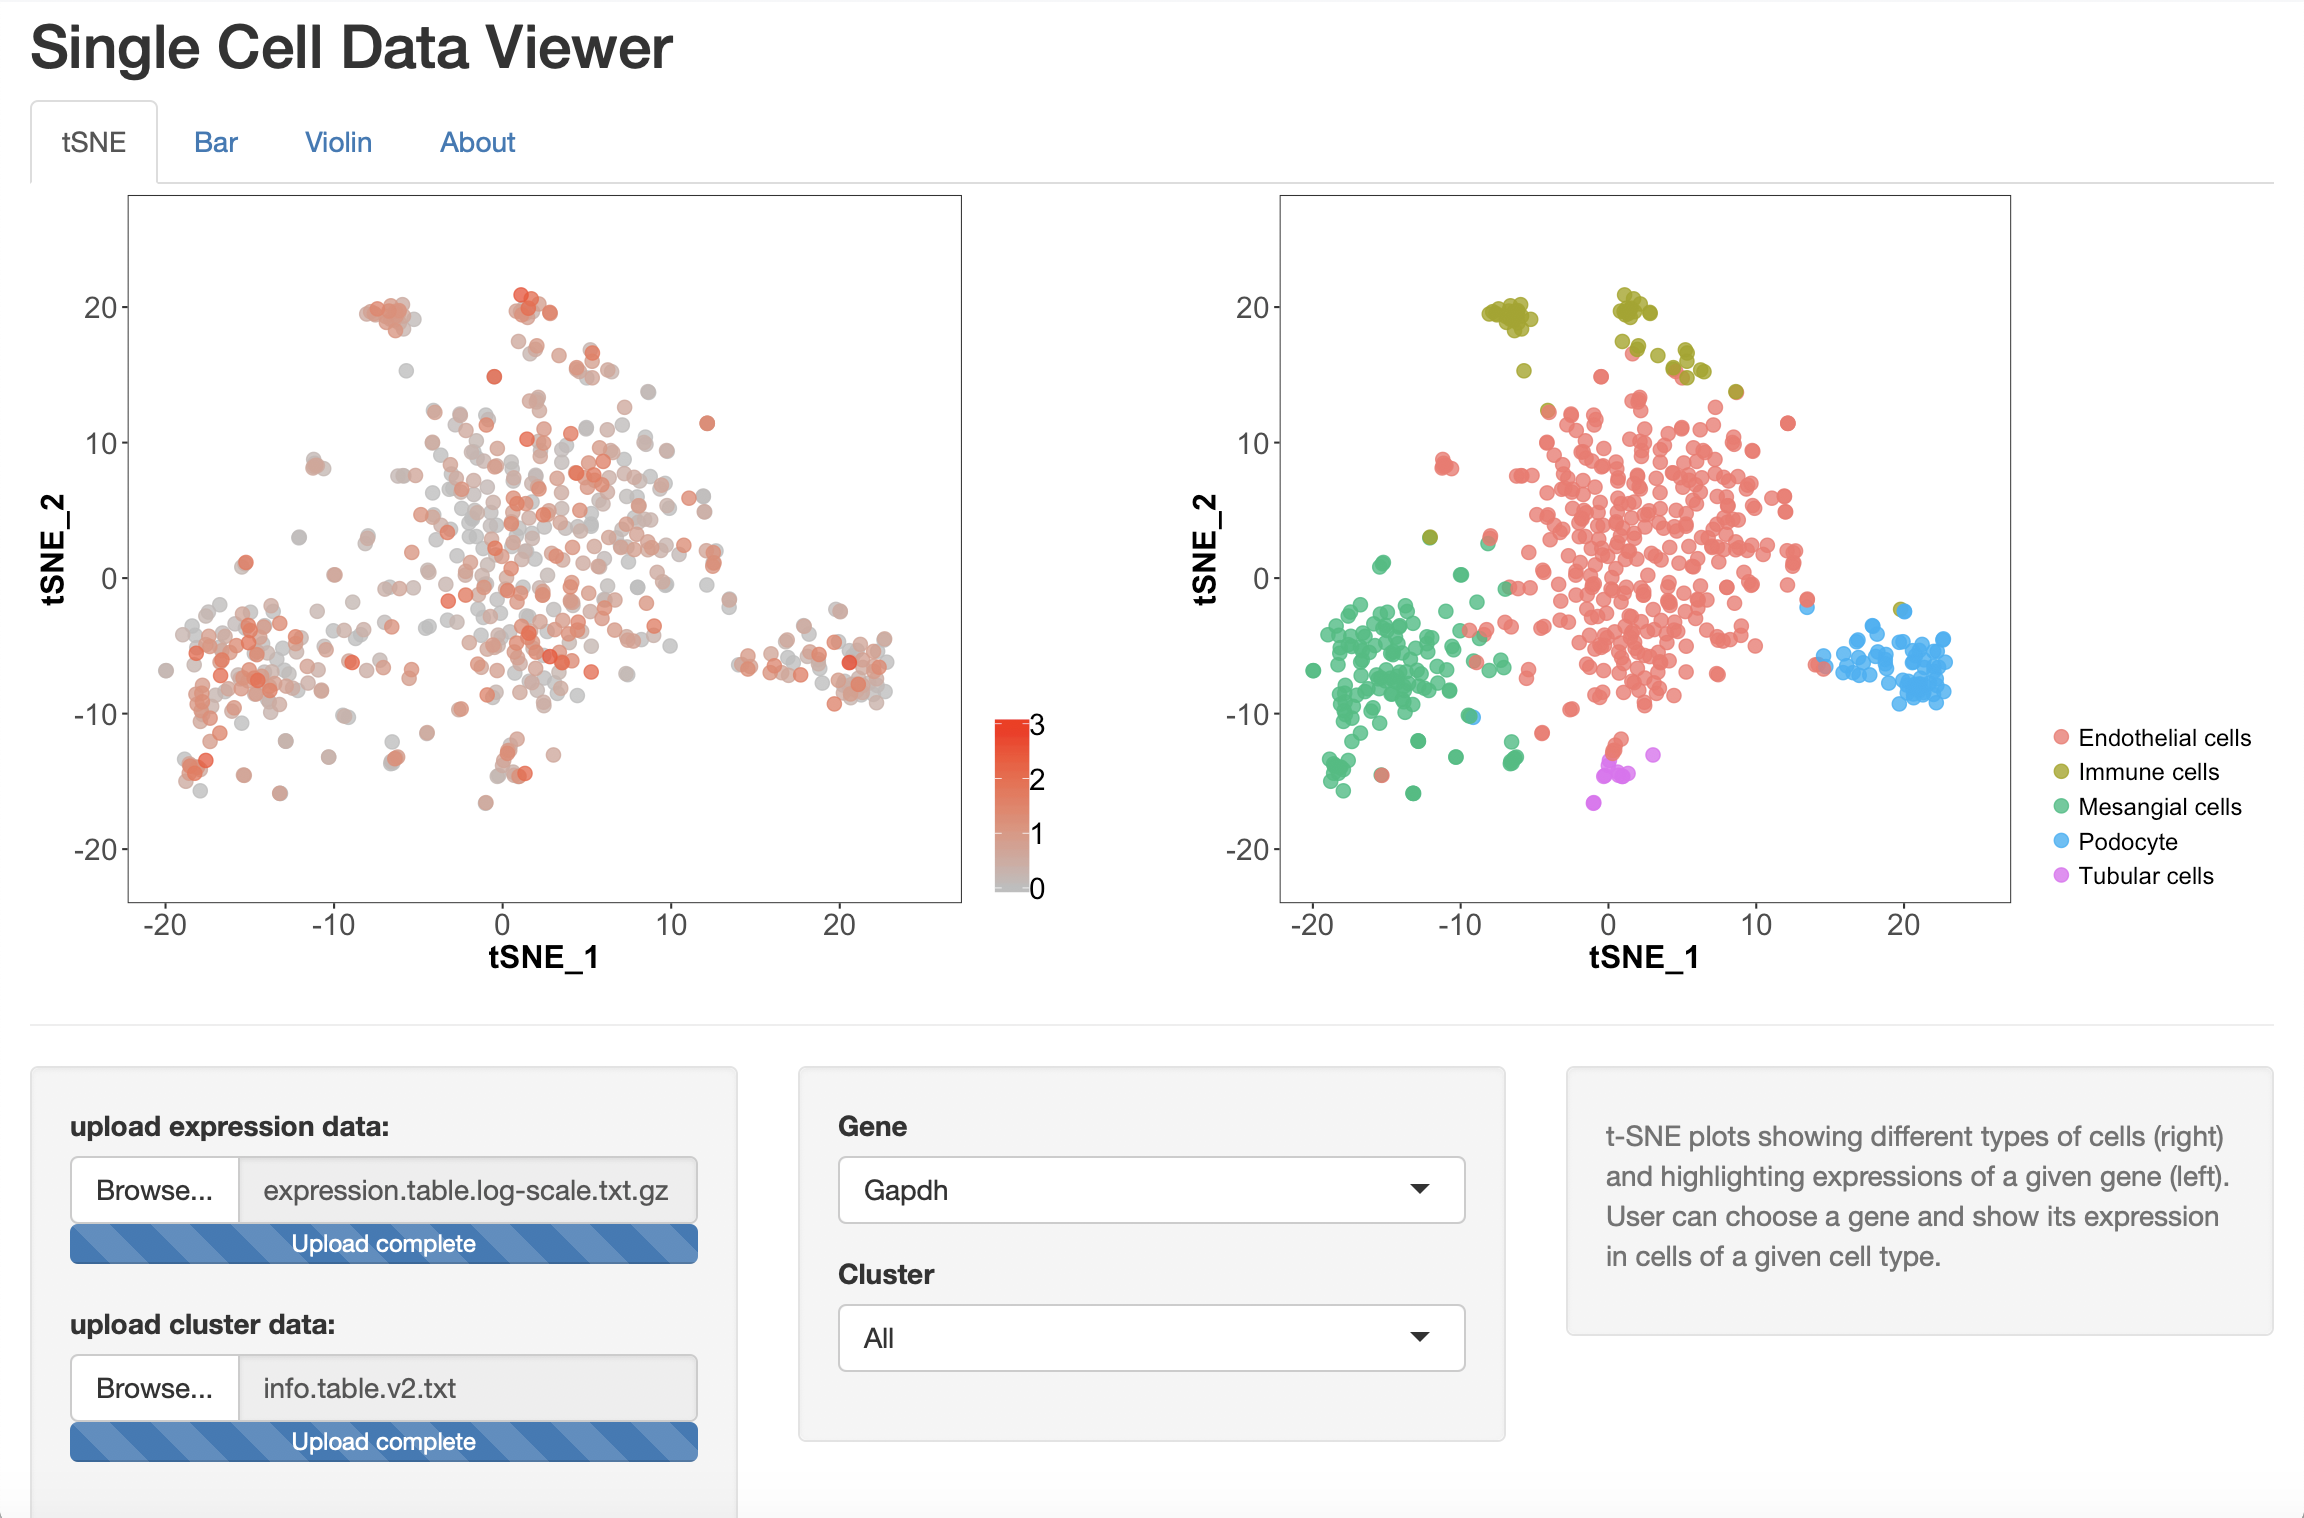 Single Cell Data Viewer
tSNE Bar Violin About
20
10
0
-10
-20
tSNE_2
-20 -10 0 10 20
tSNE_1
3
2
1
0
20
10
0
-10
-20
tSNE_2
-20 -10 0 10 20
tSNE_1
Endothelial cells
Immune cells
Mesangial cells
Podocyte
Tubular cells
upload expression data:
Browse... expression.table.log-scale.txt.gz
Upload complete
upload cluster data:
Browse... info.table.v2.txt
Upload complete
Gene
Gapdh
Cluster
All
t-SNE plots showing different types of cells (right)
and highlighting expressions of a given gene (left).
User can choose a gene and show its expression
in cells of a given cell type.